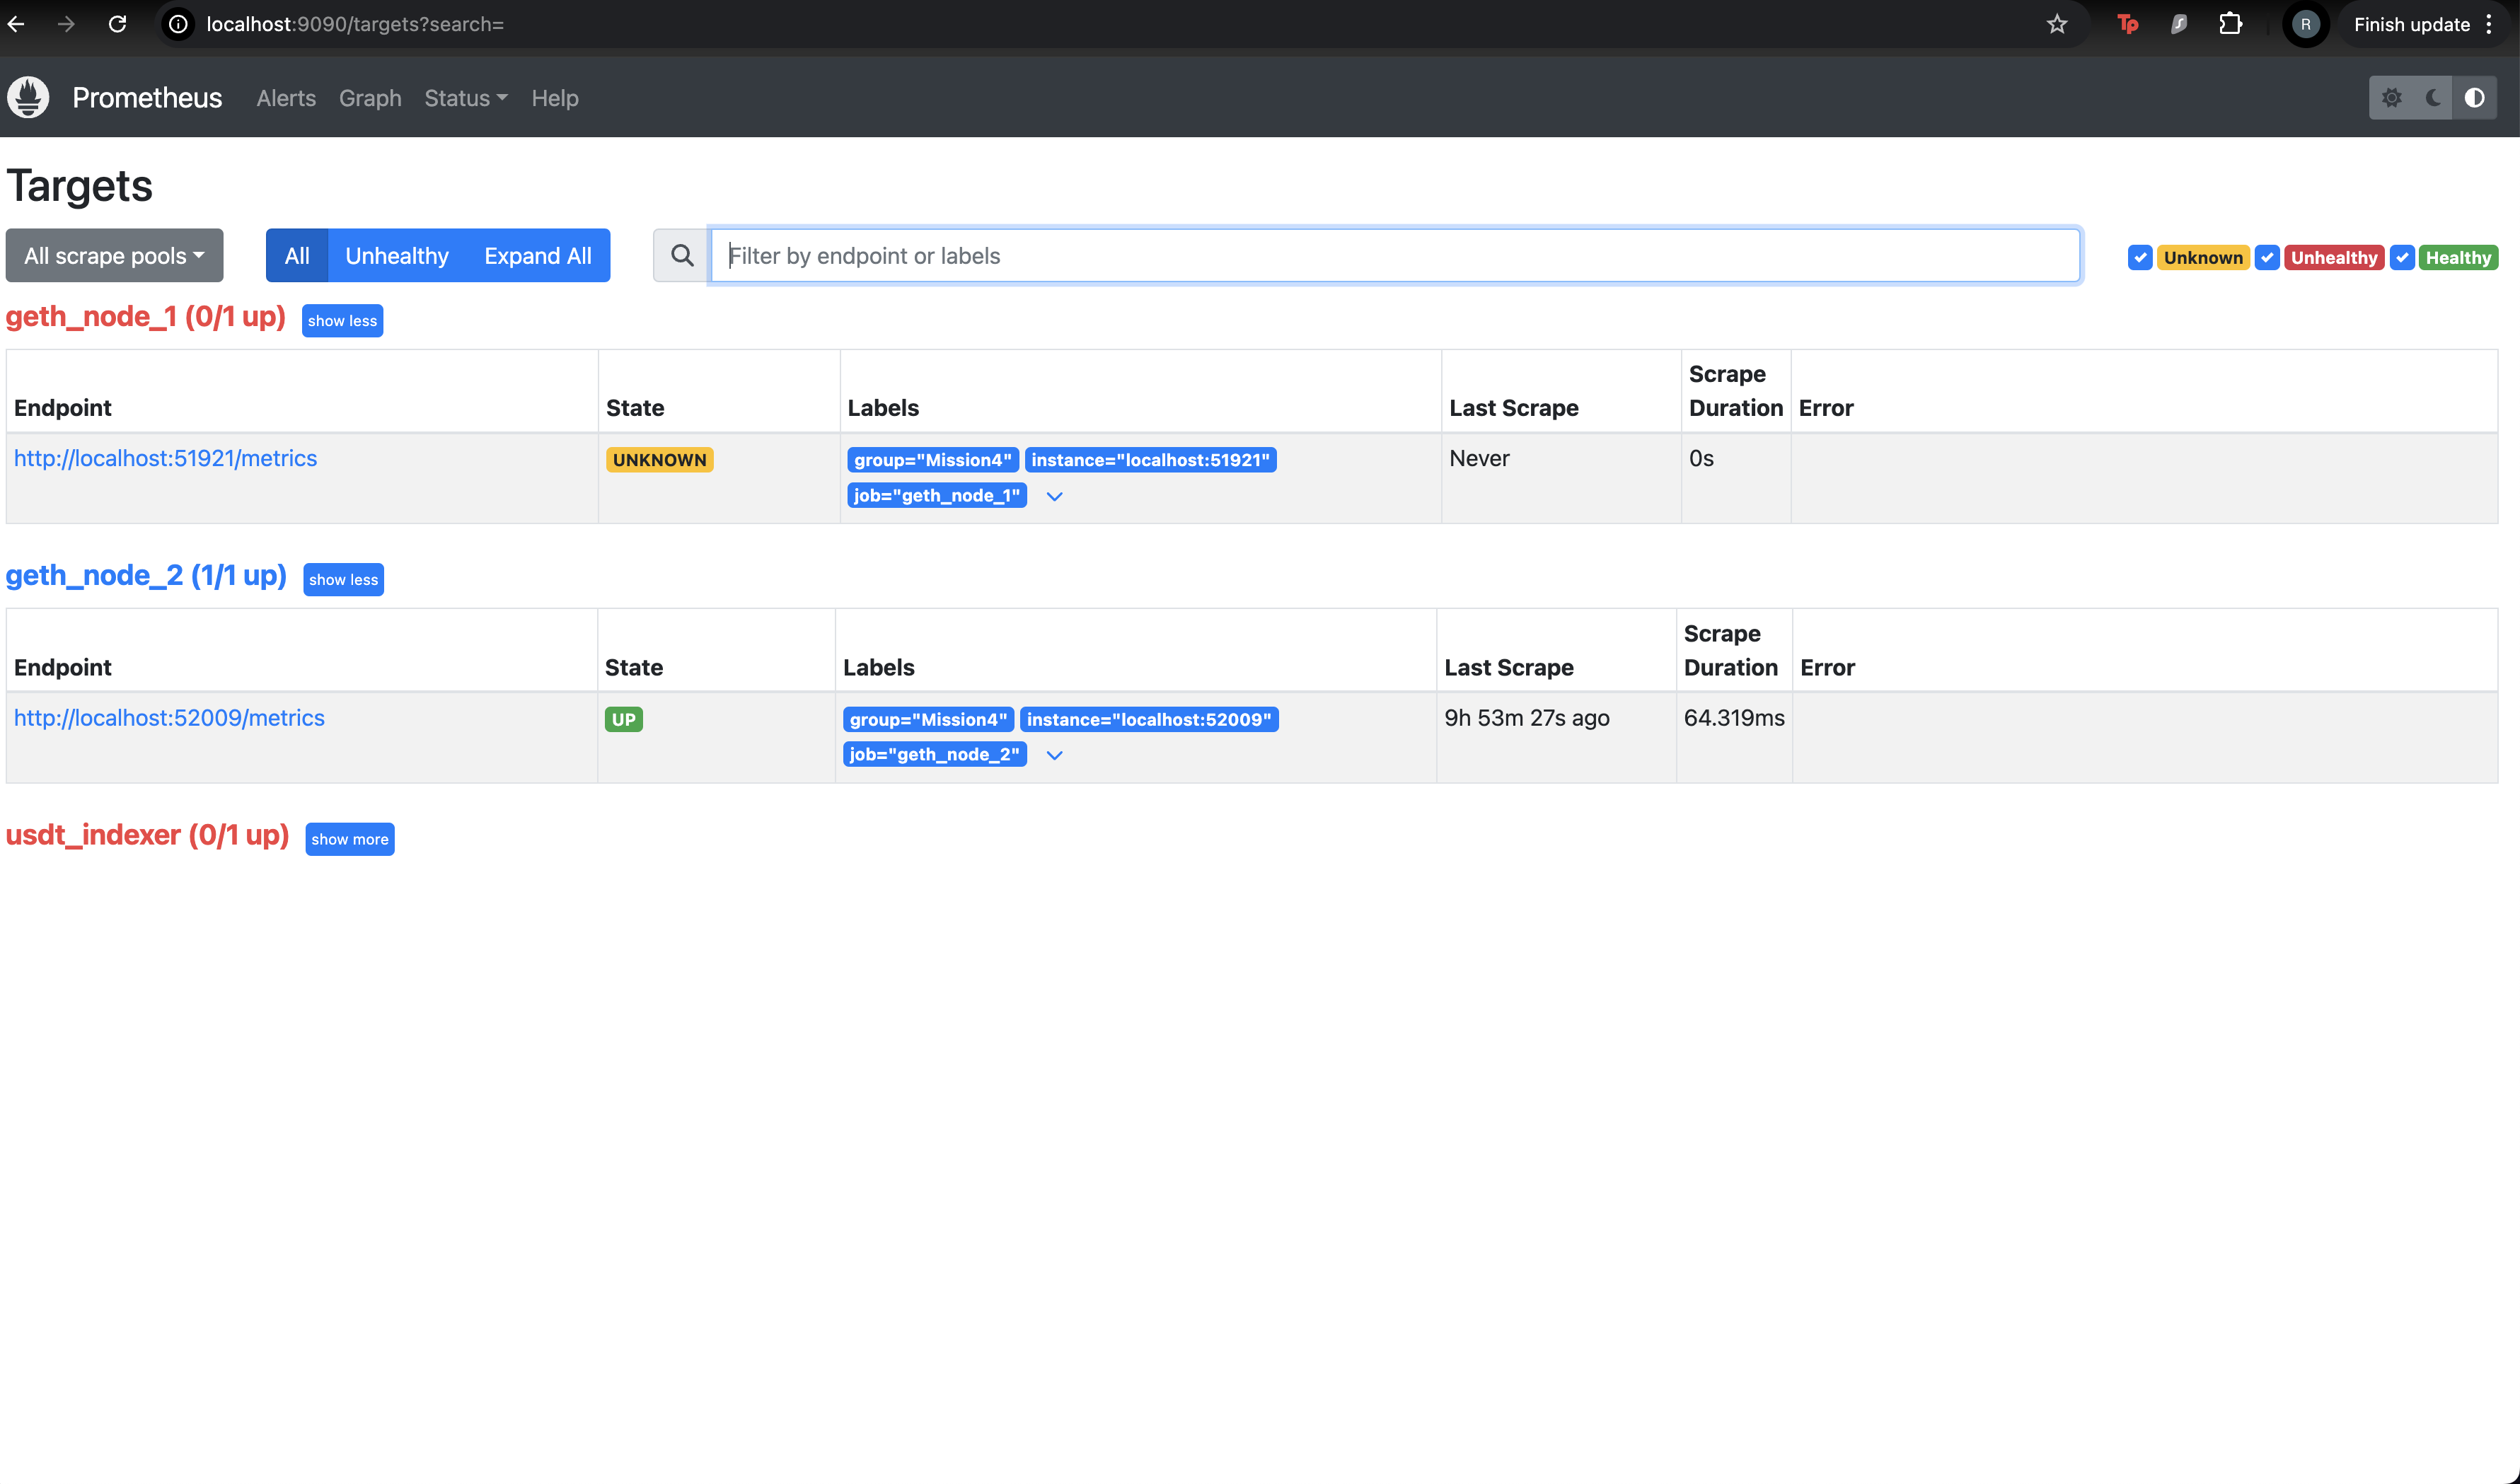 localhost:9090/targets?search=
Tp
R
Finish update
Prometheus Alerts Graph Status Help
Targets
All scrape pools
All Unhealthy Expand All
Filter by endpoint or labels
Unknown Unhealthy Healthy
geth_node_1 (0/1 up) show less
Endpoint State Labels Last Scrape Scrape Duration Error
http://localhost:51921/metrics UNKNOWN group="Mission4" instance="localhost:51921" Never 0s
job="geth_node_1"
geth_node_2 (1/1 up) show less
Endpoint State Labels Last Scrape Scrape Duration Error
http://localhost:52009/metrics UP group="Mission4" instance="localhost:52009" 9h 53m 27s ago 64.319ms
job="geth_node_2"
usdt_indexer (0/1 up) show more